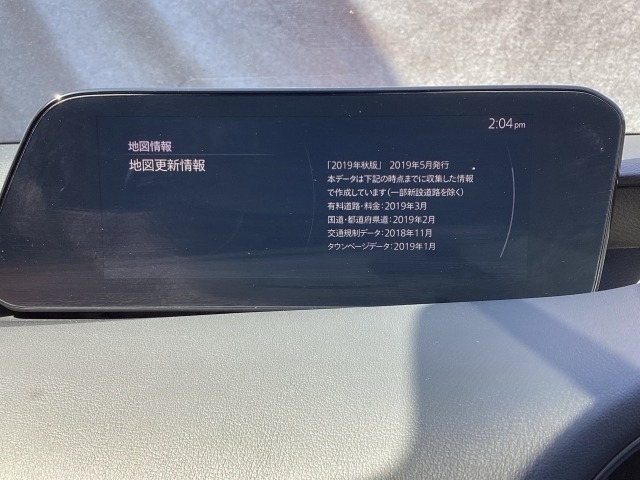 2:04pm
地図情報
地図更新情報
「2019年秋版」 2019年5月発行
本データは下記の時点までに収集した情報
で作成しています(一部新設道路を除く)
有料道路・料金：2019年3月
国道・都道府県道：2019年2月
交通規制データ：2018年11月
タウンページデータ：2019年1月